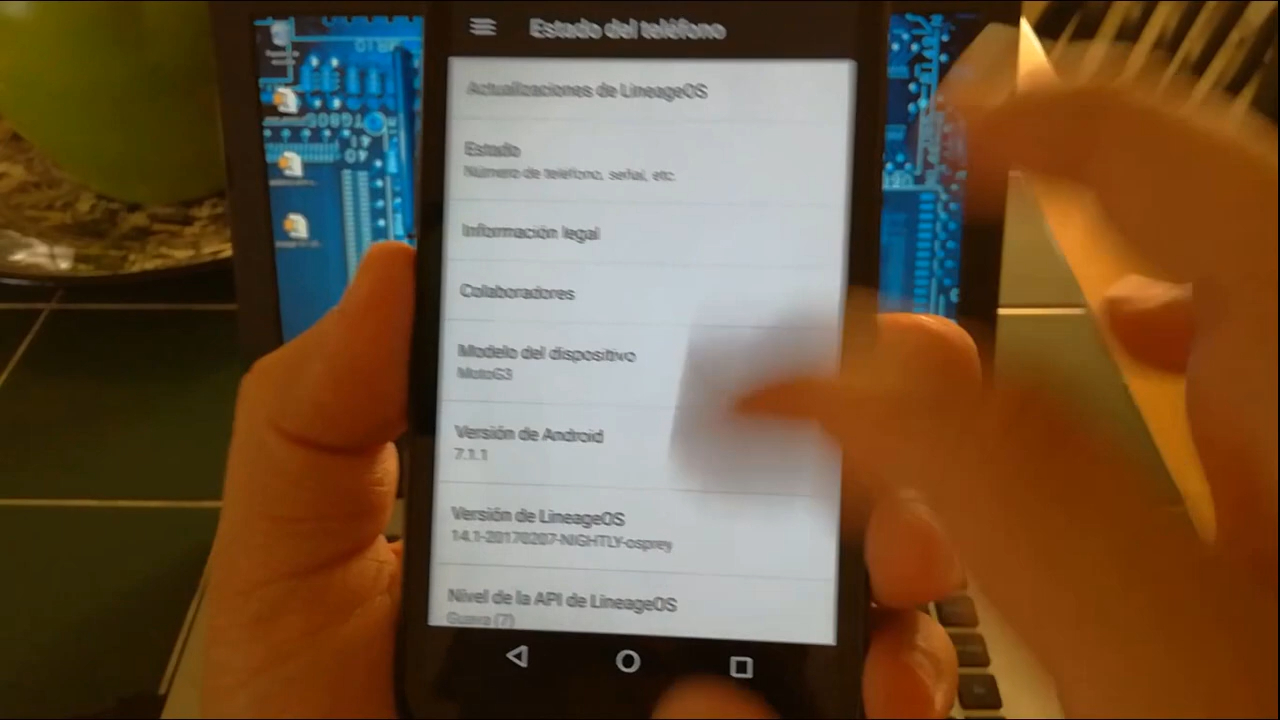 Estado del teléfono
Actualizaciones de LineageOS
Estado
Número de teléfono, señal, etc.
Información legal
Colaboradores
Modelo del dispositivo
MotoG3
Versión de Android
7.1.1
Versión de LineageOS
14.1-20170207-NIGHTLY-osprey
Nivel de la API de LineageOS
Guava (7)